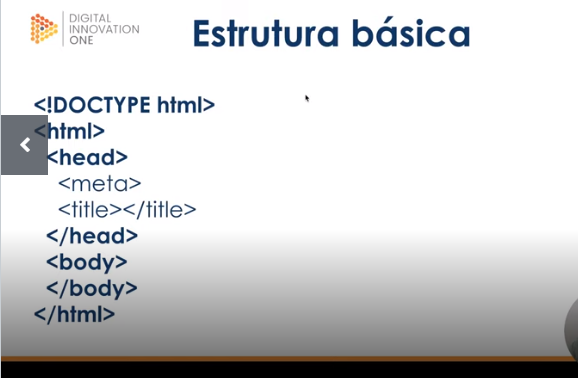 DIGITAL
INNOVATION
ONE
Estrutura básica
<!DOCTYPE html>
<html>
<head>
<meta>
<title></title>
</head>
<body>
</body>
</html>